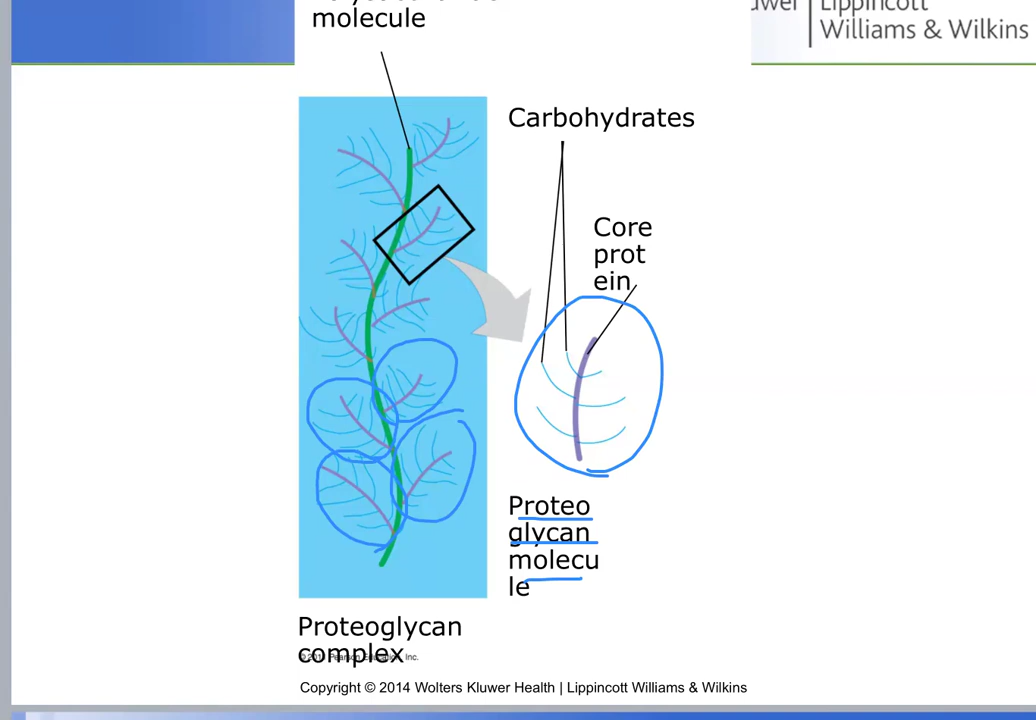 molecule
Lippincott
Williams & Wilkins
Carbohydrates
Core
prot
ein
Proteo
glycan
molecu
le
Proteoglycan
complex
Inc.
Copyright © 2014 Wolters Kluwer Health | Lippincott Williams & Wilkins